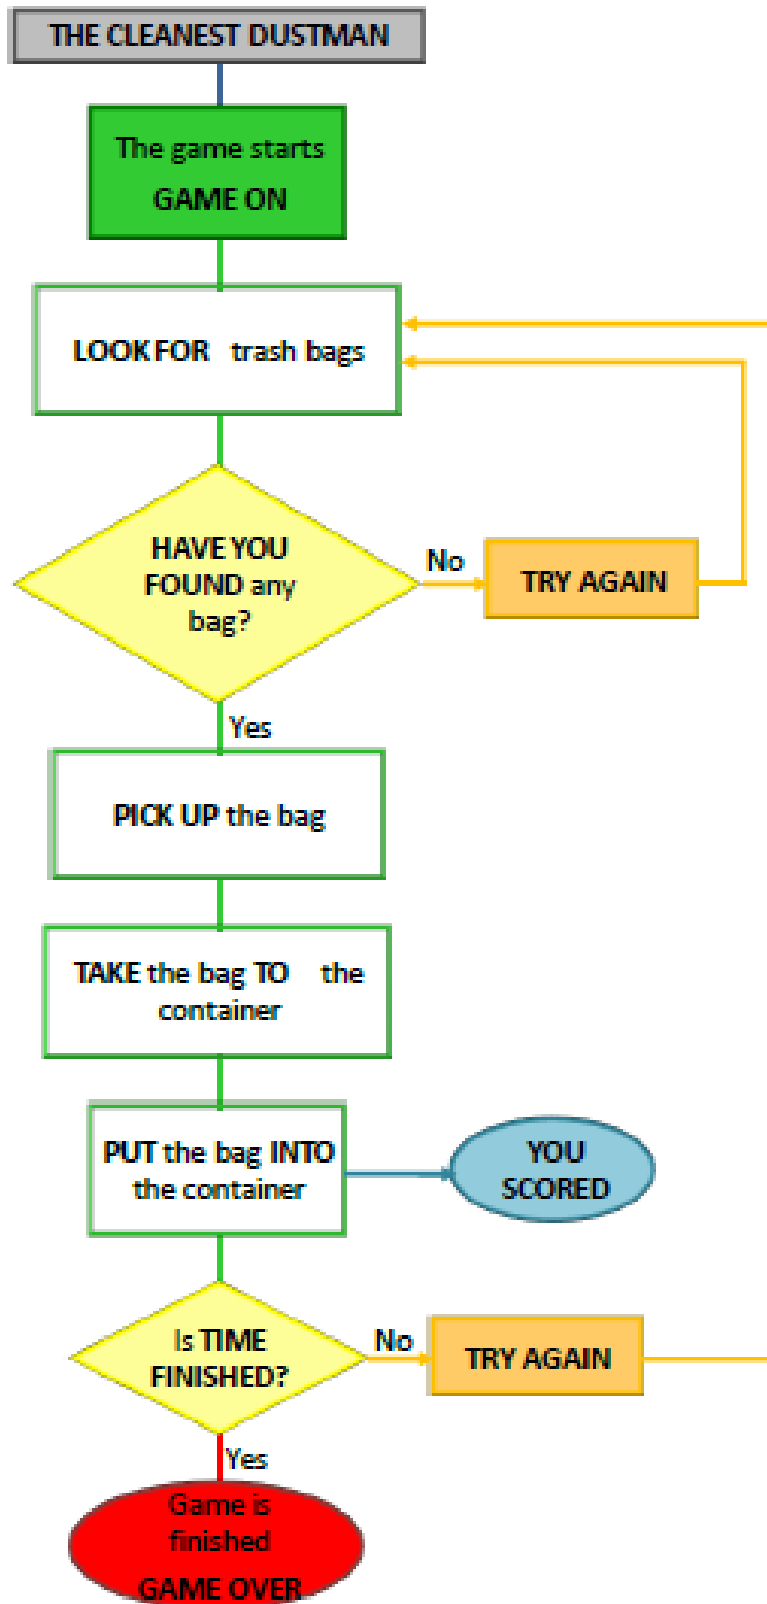 THE CLEANEST DUSTMAN
The game starts
GAME ON
LOOK FOR trash bags
HAVE YOU
FOUND any
bag?
No
TRY AGAIN
Yes
PICK UP the bag
TAKE the bag TO the
container
PUT the bag INTO
the container
YOU
SCORED
Is TIME
FINISHED?
No
TRY AGAIN
Yes
Game is
finished
GAME OVER